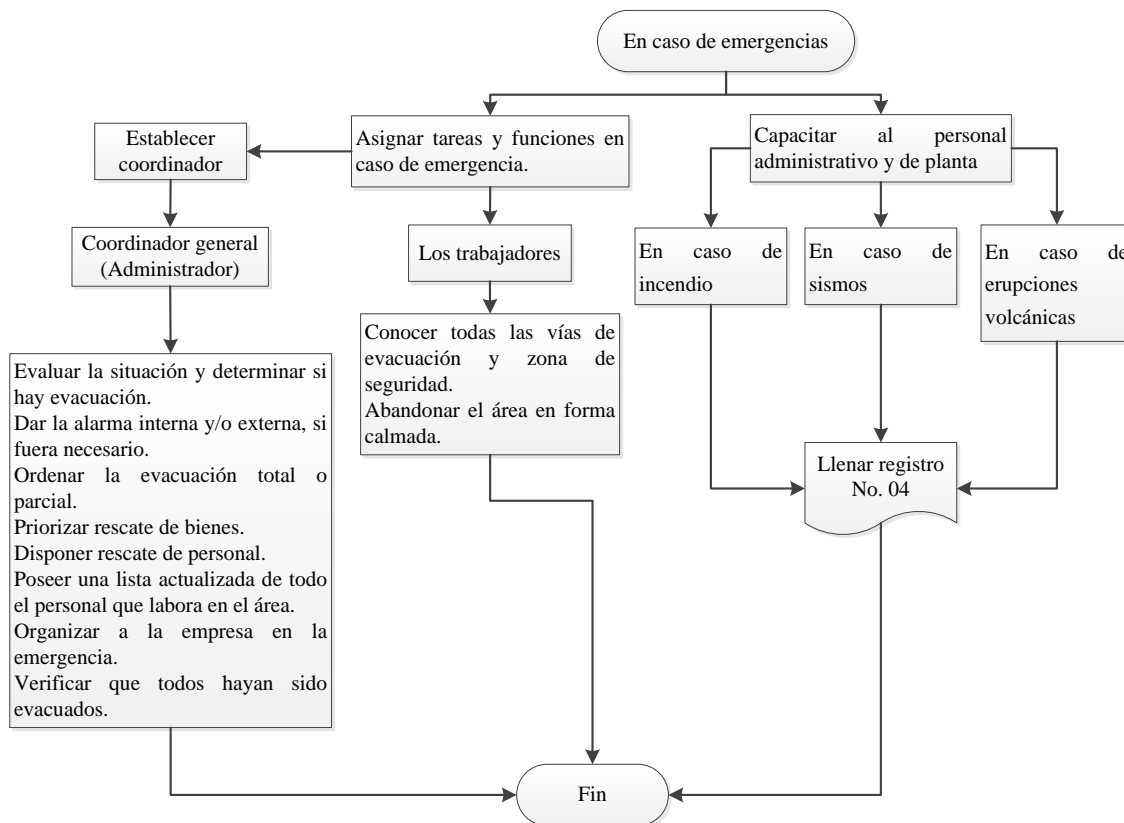 En caso de emergencias
Establecer
coordinador
Asignar tareas y funciones en
caso de emergencia.
Capacitar al personal
administrativo y de planta
Coordinador general
(Administrador)
Los trabajadores
En caso de
incendio
En caso de
sismos
En caso de
erupciones
volcánicas
Evaluar la situación y determinar si
hay evacuación.
Dar la alarma interna y/o externa, si
fuera necesario.
Ordenar la evacuación total o
parcial.
Priorizar rescate de bienes.
Disponer rescate de personal.
Poseer una lista actualizada de todo
el personal que labora en el área.
Organizar a la empresa en la
emergencia.
Verificar que todos hayan sido
evacuados.
Conocer todas las vías de
evacuación y zona de
seguridad.
Abandonar el área en forma
calmada.
Llenar registro
No. 04
Fin